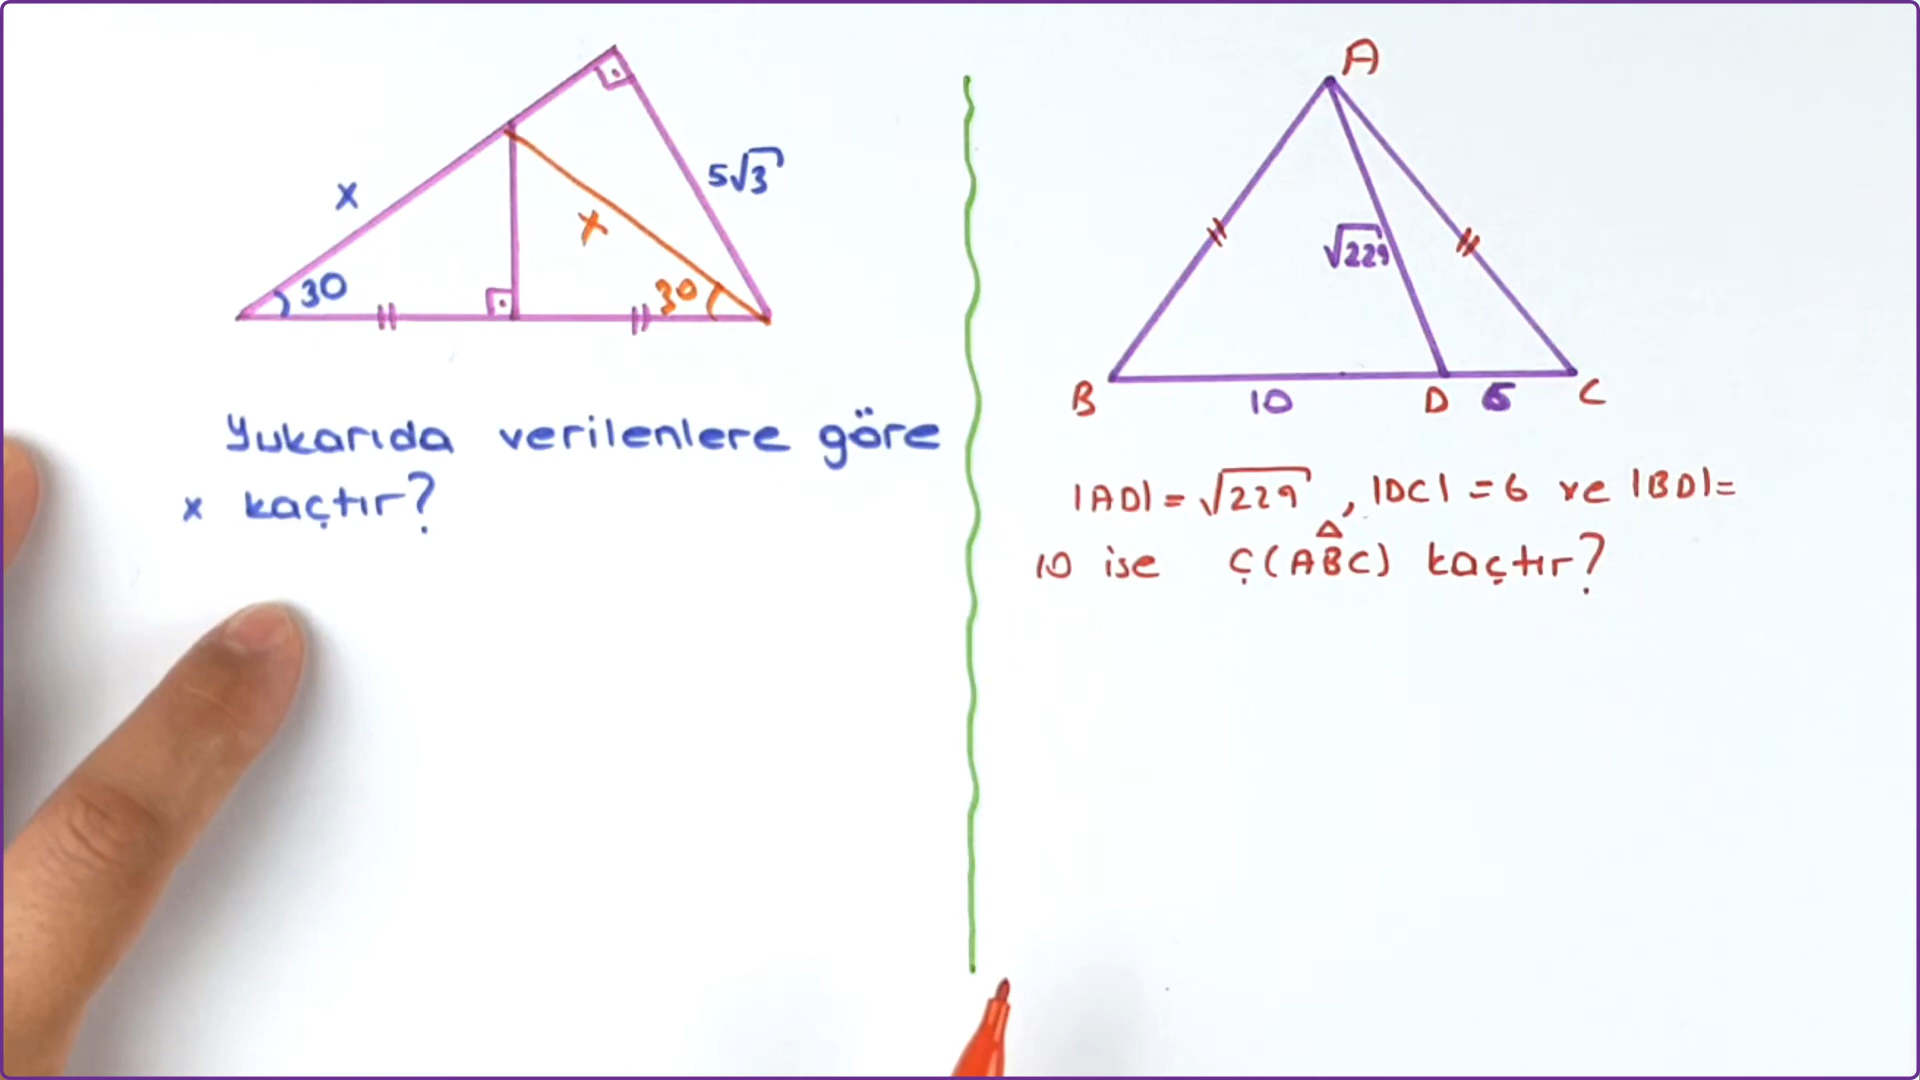 x
5√3
x
30
30
Yukarıda verilenlere göre
x kaçtır?
A
√229
B
10
D
6
C
|AD| = √229, |DC| = 6 ve |BD| =
10 ise Ç(ABC) kaçtır?